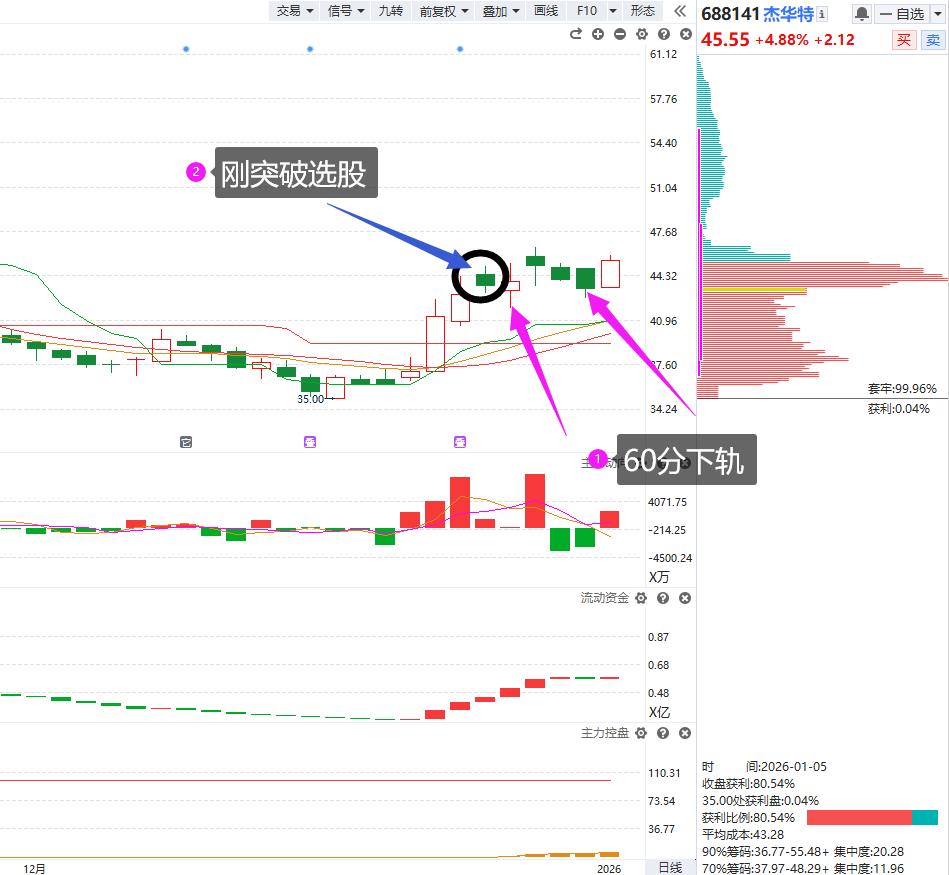 交易 信号 九转 前复权 叠加 画线 F10 形态
688141 杰华特 i
自选
45.55 +4.88% +2.12
买 卖
61.12
57.76
54.40
2 刚突破选股
51.04
47.68
44.32
40.96
37.60
套牢:99.96%
35.00
34.24
获利:0.04%
1 60分下轨
4071.75
-214.25
-4500.24
X万
流动资金
0.87
0.68
0.48
X亿
主力控盘
110.31
时 间:2026-01-05
收盘获利:80.54%
73.54
35.00处获利盘:0.04%
获利比例:80.54%
36.77
平均成本:43.28
90%筹码:36.77-55.48+ 集中度:20.28
12月 2026 日线
70%筹码:37.97-48.29+ 集中度:11.96